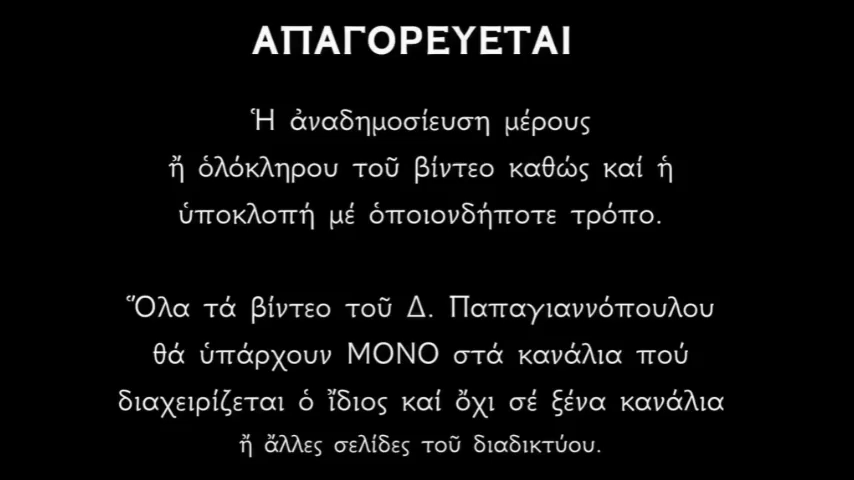 ΑΠΑΓΟΡΕΥΕΤΑΙ
Ἡ ἀναδημοσίευση μέρους
ἤ ὁλόκληρου τοῦ βίντεο καθώς καί ἡ
ὑποκλοπή μέ ὁποιονδήποτε τρόπο.
Ὅλα τά βίντεο τοῦ Δ. Παπαγιαννόπουλου
θά ὑπάρχουν ΜΟΝΟ στά κανάλια πού
διαχειρίζεται ὁ ἴδιος καί ὄχι σέ ξένα κανάλια
ἤ ἄλλες σελίδες τοῦ διαδικτύου.